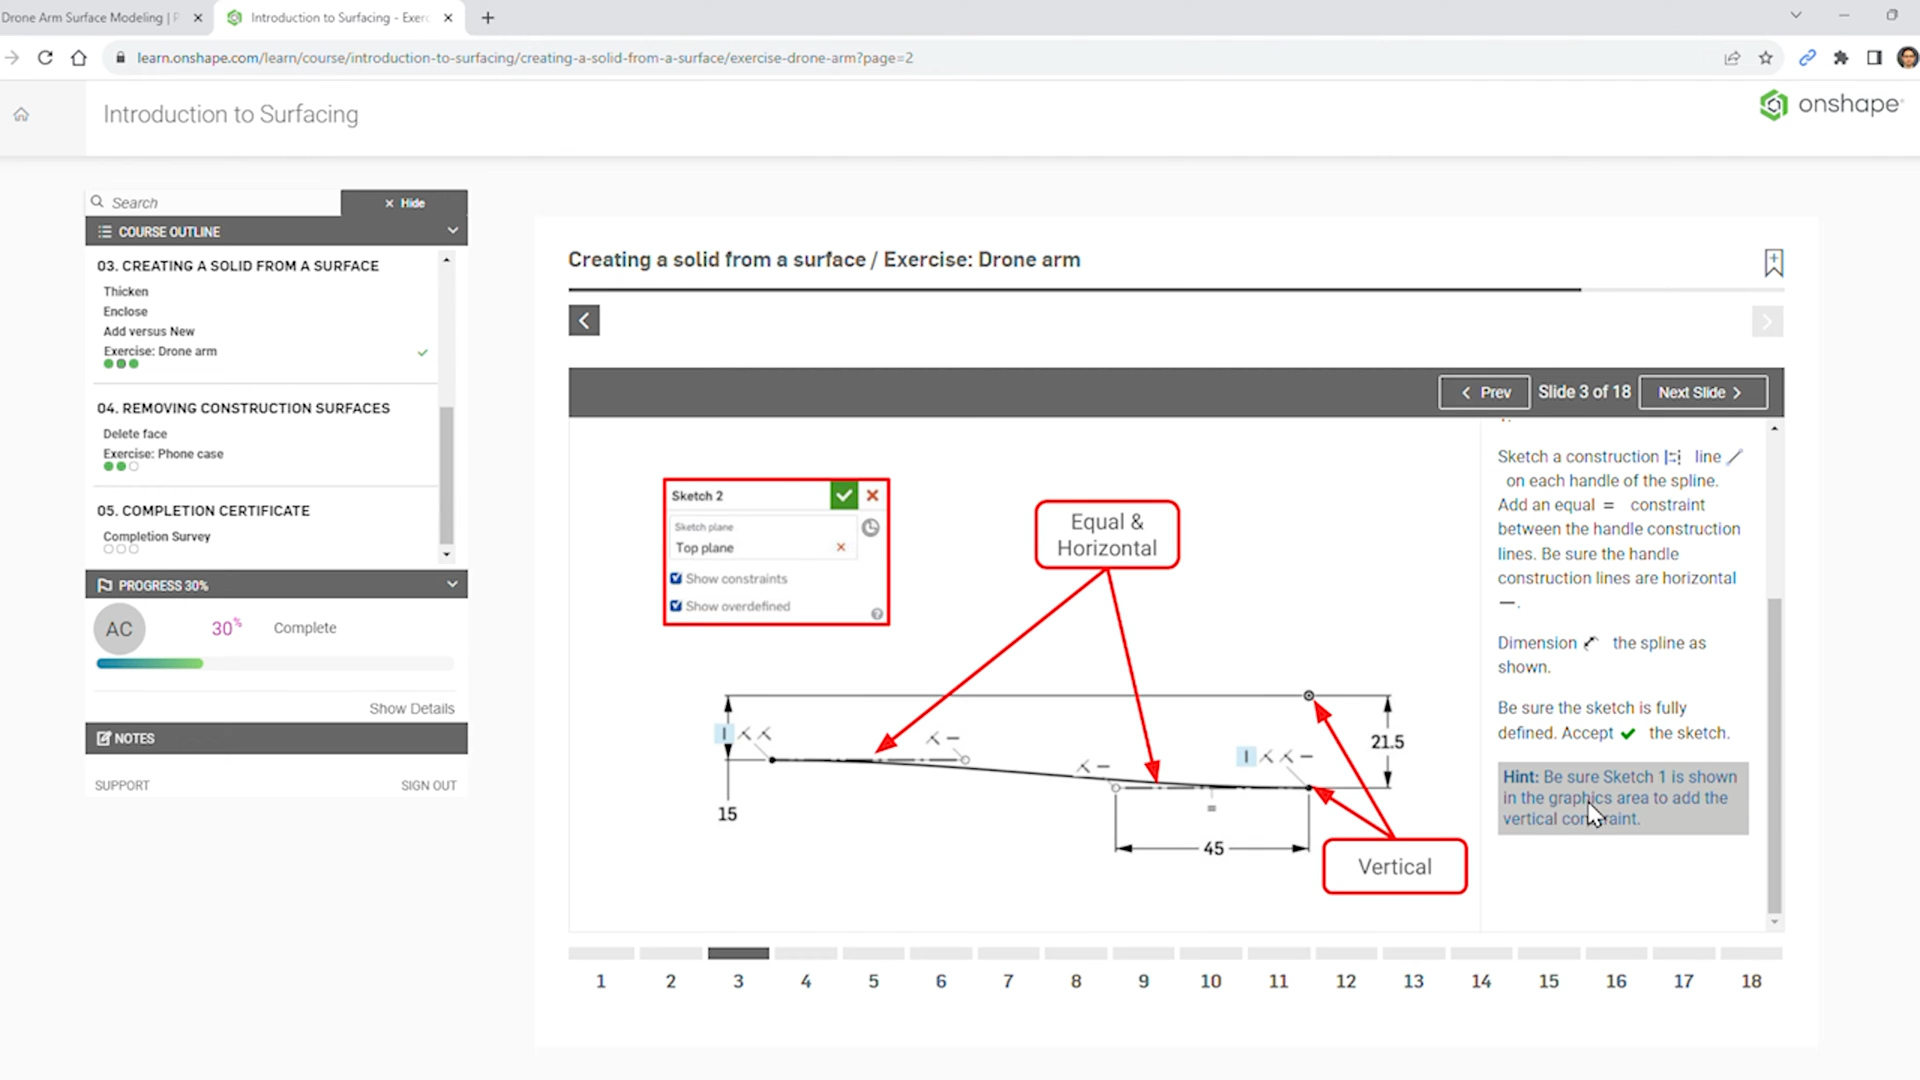 Drone Arm Surface Modeling |
Introduction to Surfacing - Exerc
learn.onshape.com/learn/course/introduction-to-surfacing/creating-a-solid-from-a-surface/exercise-drone-arm?page=2
Introduction to Surfacing
onshape
Search
Hide
COURSE OUTLINE
03. CREATING A SOLID FROM A SURFACE
Thicken
Enclose
Add versus New
Exercise: Drone arm
04. REMOVING CONSTRUCTION SURFACES
Delete face
Exercise: Phone case
05. COMPLETION CERTIFICATE
Completion Survey
PROGRESS 30%
AC
30%
Complete
Show Details
NOTES
SUPPORT
SIGN OUT
Creating a solid from a surface / Exercise: Drone arm
Prev
Slide 3 of 18
Next Slide
Sketch 2
Sketch plane
Top plane
Show constraints
Show overdefined
Equal &
Horizontal
15
21.5
45
Vertical
Sketch a construction line
on each handle of the spline.
Add an equal = constraint
between the handle construction
lines. Be sure the handle
construction lines are horizontal
.
Dimension the spline as
shown.
Be sure the sketch is fully
defined. Accept the sketch.
Hint: Be sure Sketch 1 is shown
in the graphics area to add the
vertical constraint.
1 2 3 4 5 6 7 8 9 10 11 12 13 14 15 16 17 18